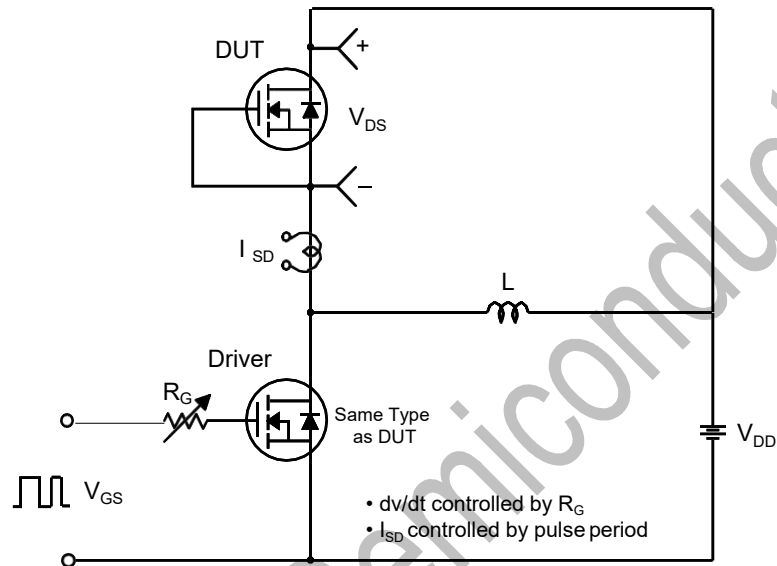 DUT
+
V_DS
–
I_SD
L
Driver
R_G
Same Type
as DUT
V_DD
V_GS
• dv/dt controlled by R_G
• I_SD controlled by pulse period